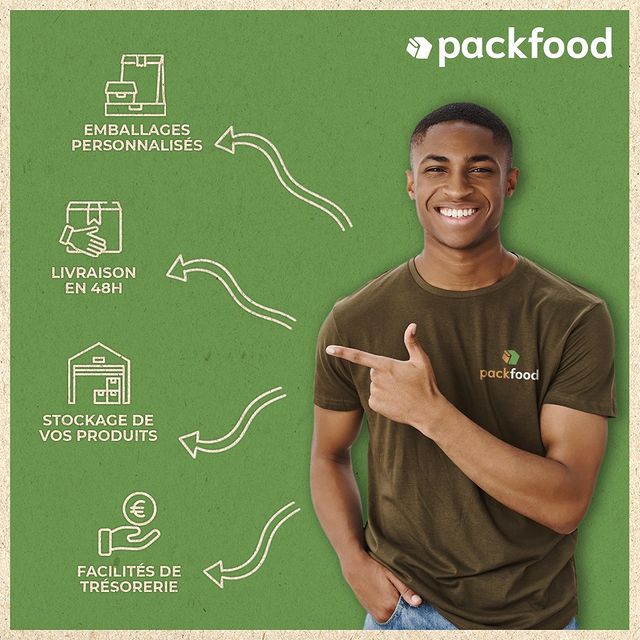 packfood
EMBALLAGES
PERSONNALISÉS
LIVRAISON
EN 48H
packfood
STOCKAGE DE
VOS PRODUITS
€
FACILITÉS DE
TRÉSORERIE